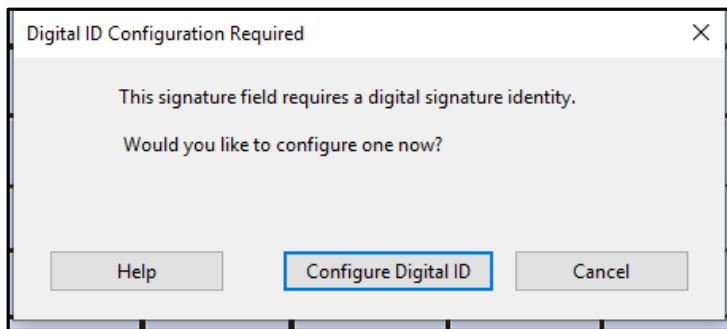 Digital ID Configuration Required
This signature field requires a digital signature identity.
Would you like to configure one now?
Help
Configure Digital ID
Cancel